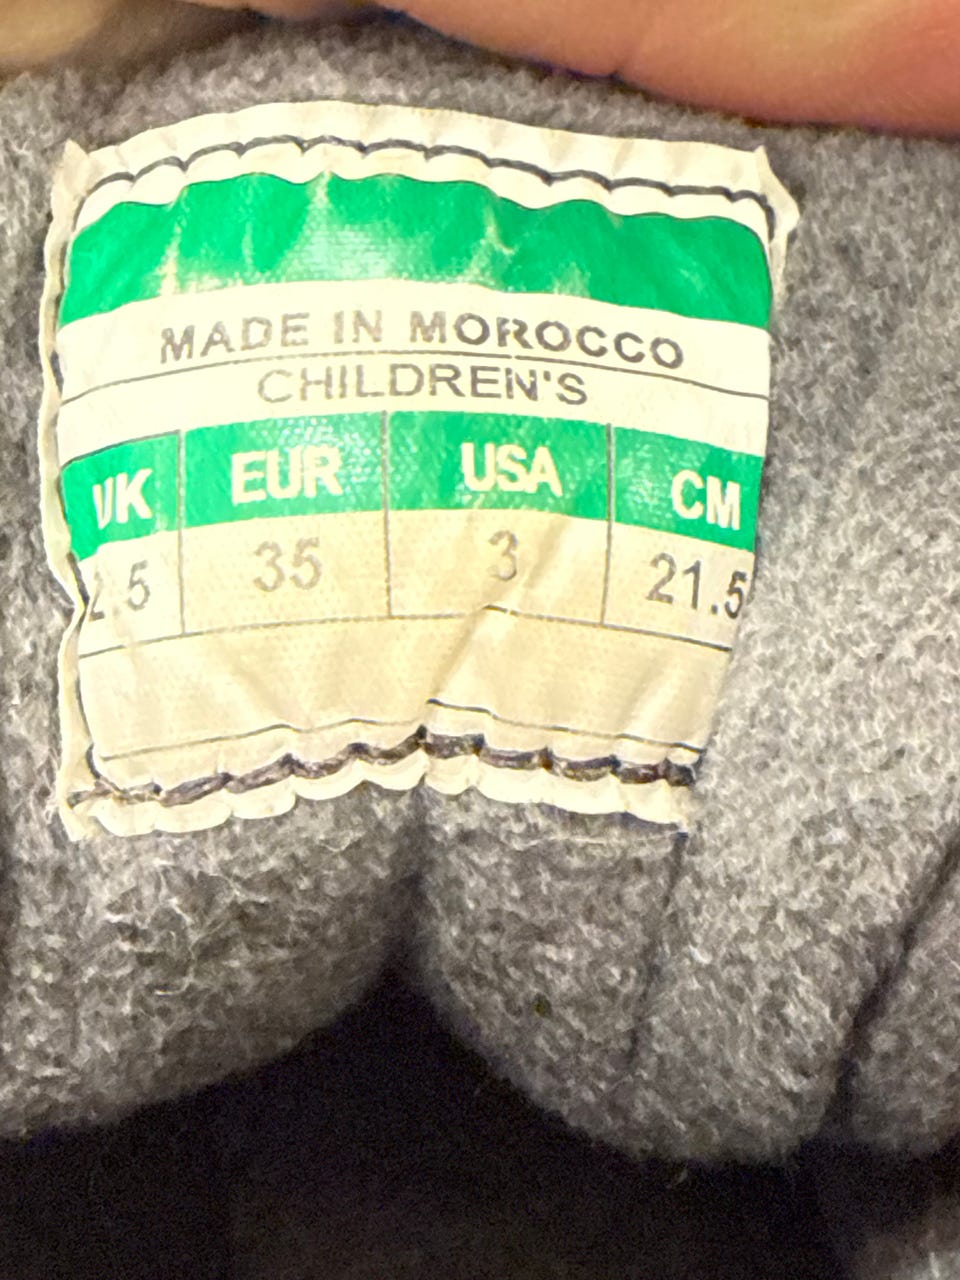 MADE IN MOROCCO
CHILDREN'S
UK EUR USA CM
2.5 35 3 21.5